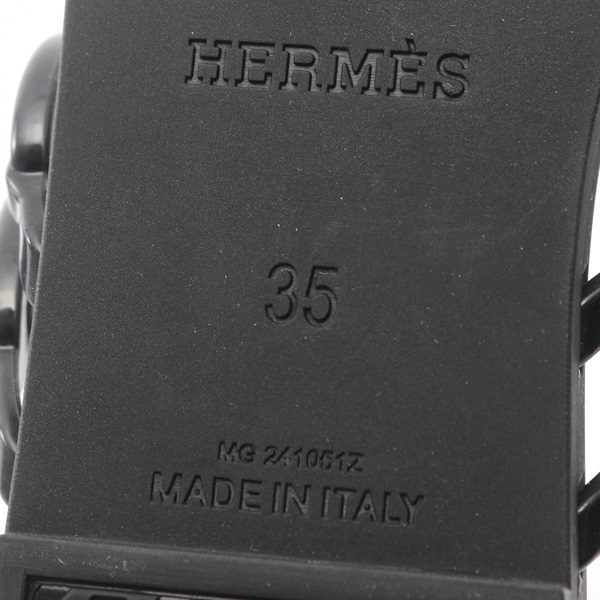 HERMÈS
35
MG 241051Z
MADE IN ITALY